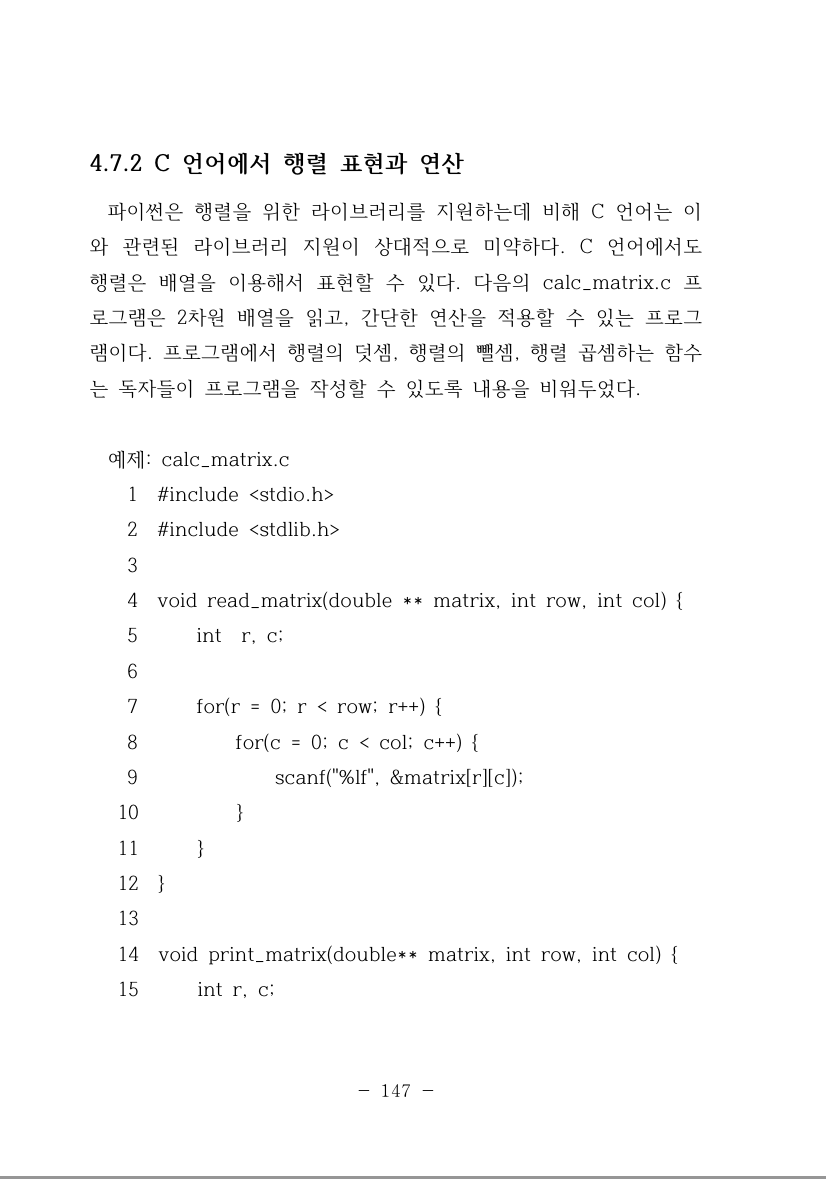 4.7.2 C 언어에서 행렬 표현과 연산
파이썬은 행렬을 위한 라이브러리를 지원하는데 비해 C 언어는 이
와 관련된 라이브러리 지원이 상대적으로 미약하다. C 언어에서도
행렬은 배열을 이용해서 표현할 수 있다. 다음의 calc_matrix.c 프
로그램은 2차원 배열을 읽고, 간단한 연산을 적용할 수 있는 프로그
램이다. 프로그램에서 행렬의 덧셈, 행렬의 뺄셈, 행렬 곱셈하는 함수
는 독자들이 프로그램을 작성할 수 있도록 내용을 비워두었다.
예제: calc_matrix.c
1 #include <stdio.h>
2 #include <stdlib.h>
3
4 void read_matrix(double ** matrix, int row, int col) {
5     int  r, c;
6
7     for(r = 0; r < row; r++) {
8         for(c = 0; c < col; c++) {
9             scanf("%lf", &matrix[r][c]);
10         }
11     }
12 }
13
14 void print_matrix(double** matrix, int row, int col) {
15     int r, c;
- 147 -